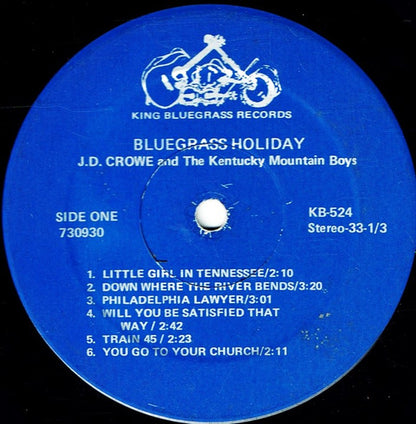 KING BLUEGRASS RECORDS
BLUEGRASS HOLIDAY
J.D. CROWE and The Kentucky Mountain Boys
SIDE ONE
730930
KB-524
Stereo-33-1/3
1. LITTLE GIRL IN TENNESSEE/2:10
2. DOWN WHERE THE RIVER BENDS/3:20
3. PHILADELPHIA LAWYER/3:01
4. WILL YOU BE SATISFIED THAT
WAY / 2:42
5. TRAIN 45 / 2:23
6. YOU GO TO YOUR CHURCH/2:11